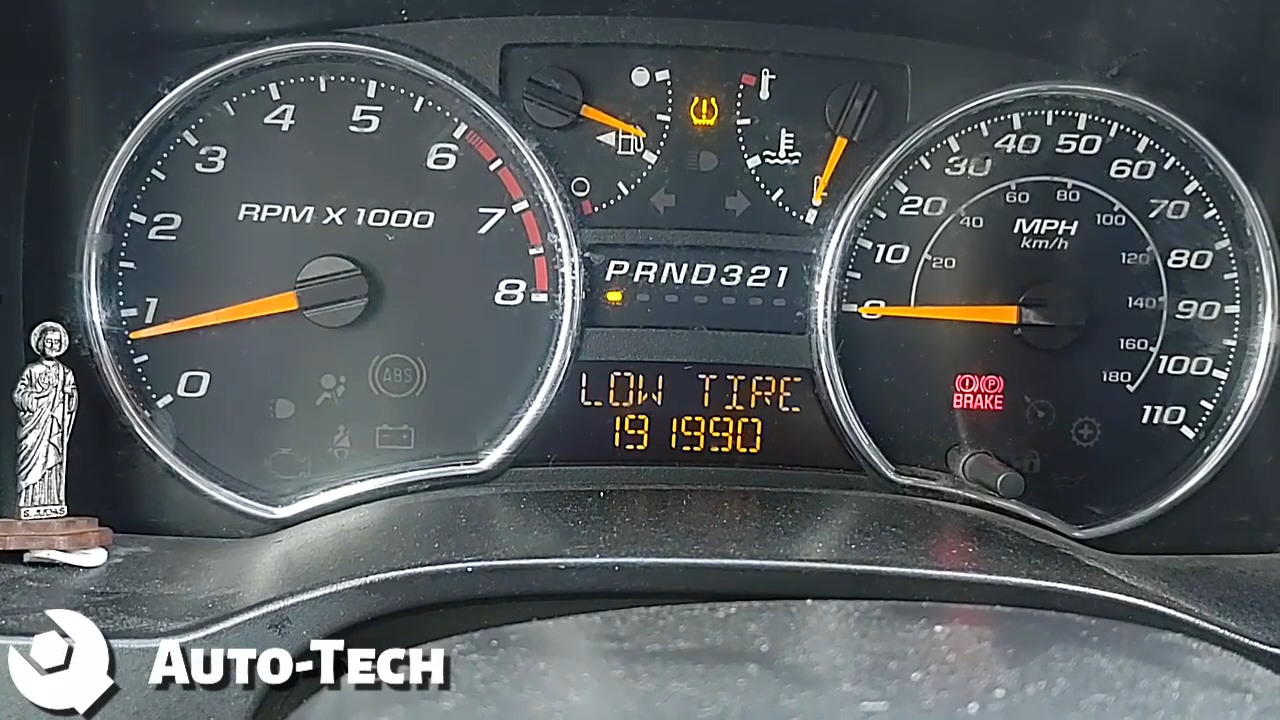 4 5
3 6
2 7
1 8
0
RPM X 1000
ABS
PRND321
LOW TIRE
191990
40 50
30 60
20 70
10 80
0 90
100
110
60 80
40 100
20 120
140
160
180
MPH
km/h
P
BRAKE
S. JUDAS
AUTO-TECH